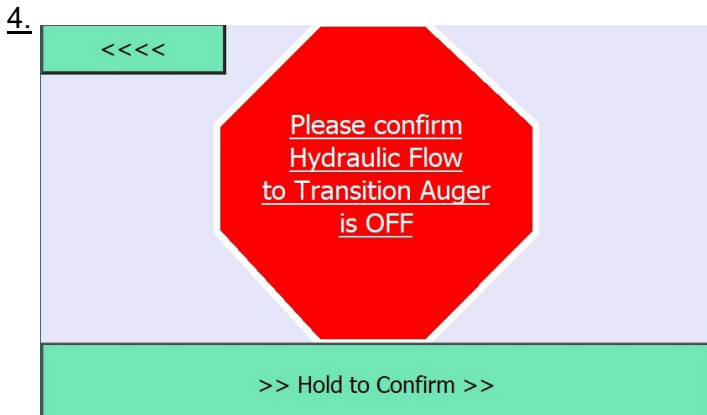 4.
<<<<
Please confirm
Hydraulic Flow
to Transition Auger
is OFF
>> Hold to Confirm >>